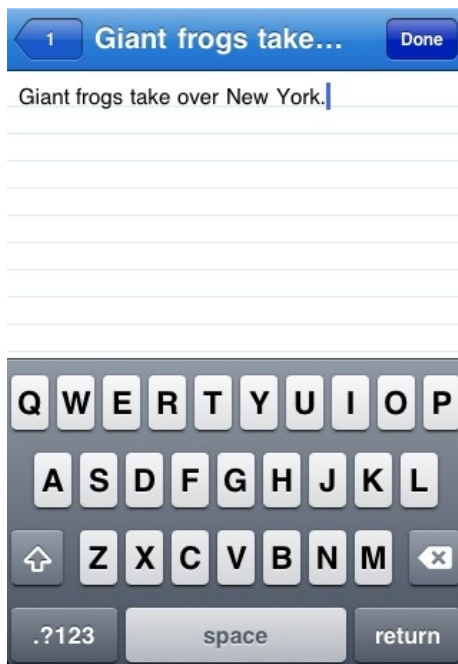 1 Giant frogs take... Done
Giant frogs take over New York.
Q W E R T Y U I O P
A S D F G H J K L
Z X C V B N M
.?123 space return